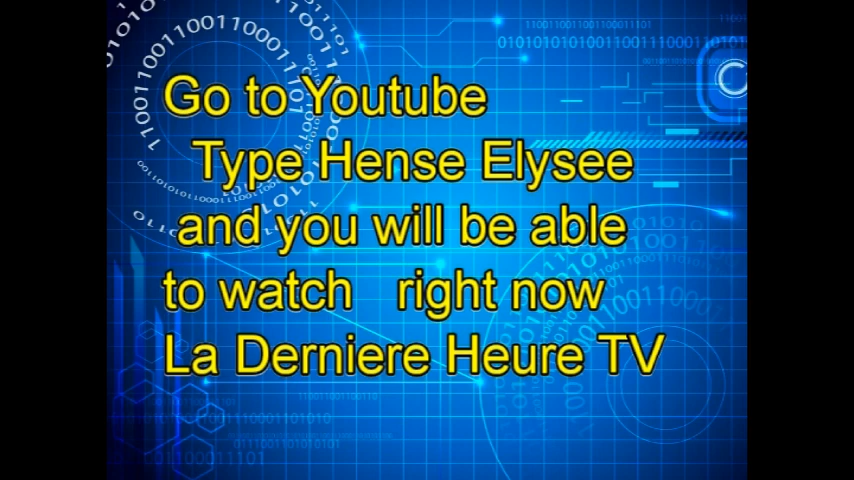 Go to Youtube
Type Hense Elysee
and you will be able
to watch right now
La Derniere Heure TV